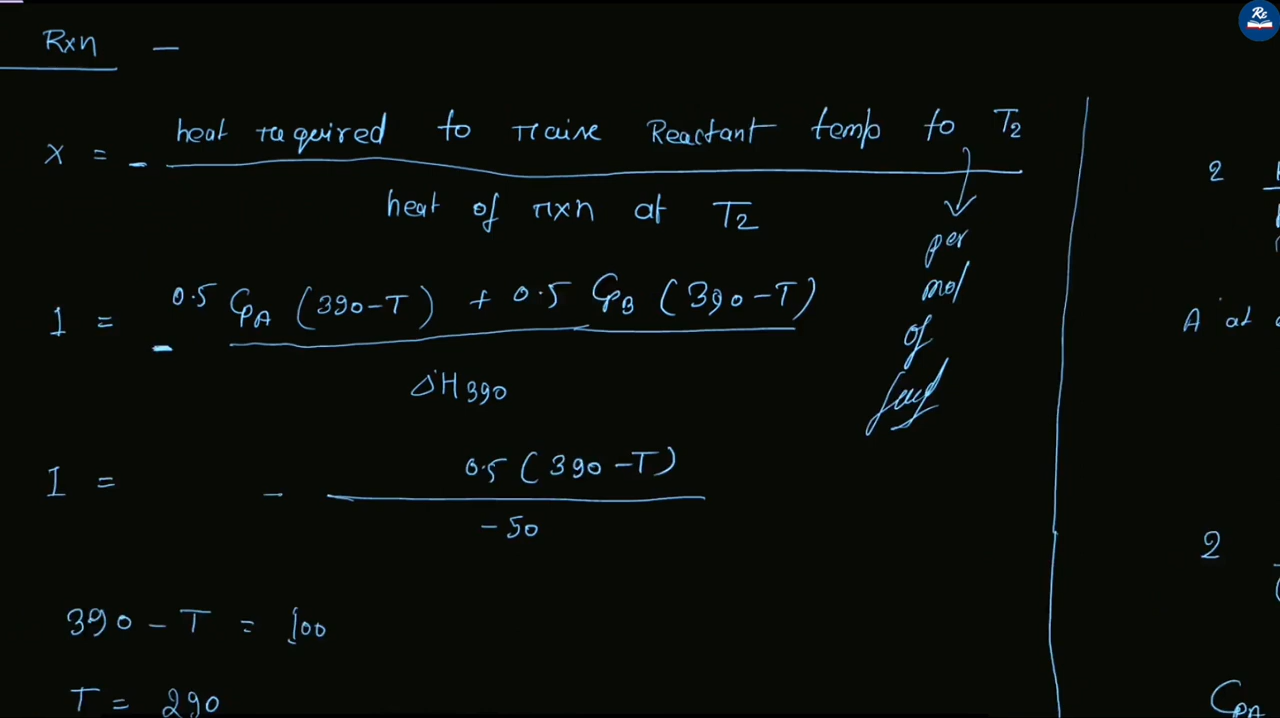 Rxn -
x = - heat required to raise Reactant temp to T2
heat of rxn at T2
per
mol
of
feed
1 = - 0.5 CpA (390-T) + 0.5 CpB (390-T)
ΔH390
1 = - 0.5 (390-T)
-50
390 - T = 100
T = 290
2
A at
2
CPA
Re